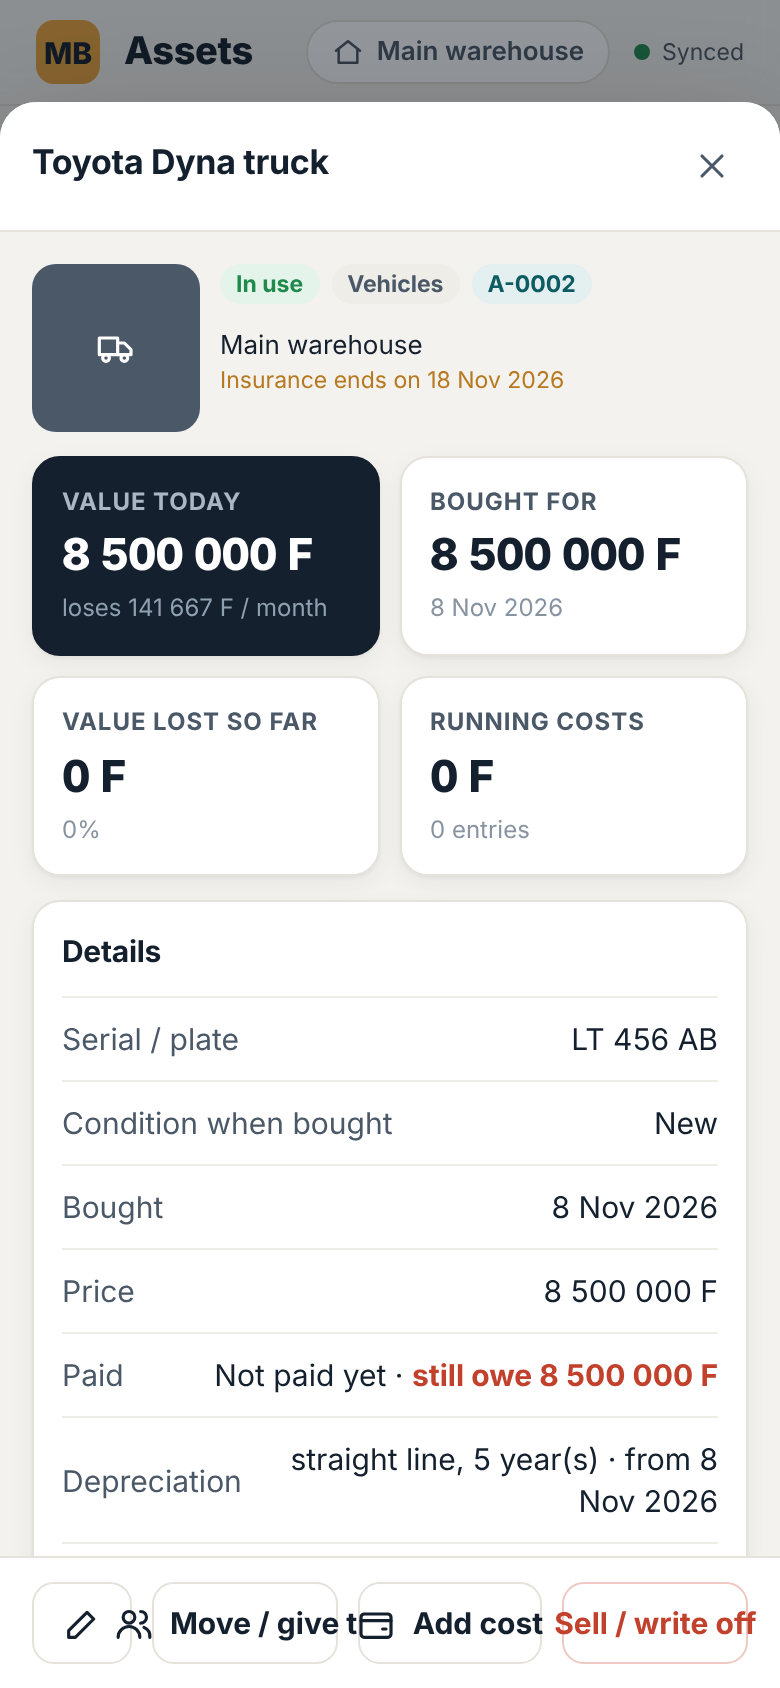 MB Assets Main warehouse Synced
Toyota Dyna truck
In use Vehicles A-0002
Main warehouse
Insurance ends on 18 Nov 2026
VALUE TODAY
8 500 000 F
loses 141 667 F / month
BOUGHT FOR
8 500 000 F
8 Nov 2026
VALUE LOST SO FAR
0 F
0%
RUNNING COSTS
0 F
0 entries
Details
Serial / plate LT 456 AB
Condition when bought New
Bought 8 Nov 2026
Price 8 500 000 F
Paid Not paid yet · still owe 8 500 000 F
Depreciation straight line, 5 year(s) · from 8
Nov 2026
Move / give t Add cost Sell / write off